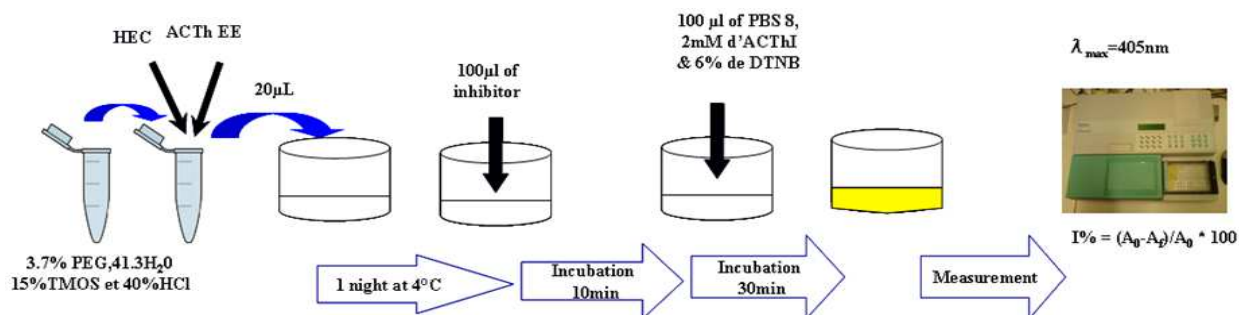 HEC
ACTh EE
20µL
100µl of
inhibitor
100 µl of PBS 8,
2mM d'ACThI
& 6% de DTNB
λ max=405nm
3.7% PEG,41.3H₂0
15%TMOS et 40%HCl
1 night at 4°C
Incubation
10min
Incubation
30min
Measurement
I% = (A₀-A_f)/A₀ * 100